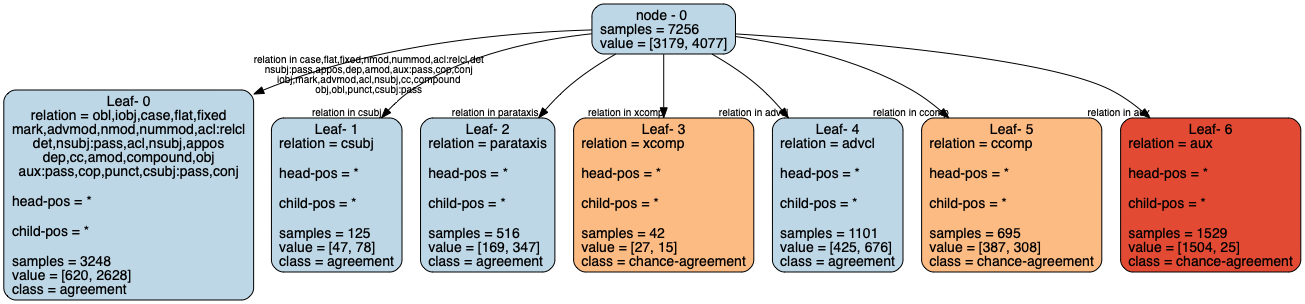 node - 0
samples = 7256
value = [3179, 4077]
relation in case,flat,fixed,nmod,nummod,acl:relcl,det
nsubj:pass,appos,dep,amod,aux:pass,cop,conj
iobj,mark,advmod,acl,nsubj,cc,compound
obj,obl,punct,csubj:pass
relation in csubj
relation in parataxis
relation in xcomp
relation in advcl
relation in ccomp
relation in aux
Leaf- 0
relation = obl,iobj,case,flat,fixed
mark,advmod,nmod,nummod,acl:relcl
det,nsubj:pass,acl,nsubj,appos
dep,cc,amod,compound,obj
aux:pass,cop,punct,csubj:pass,conj
head-pos = *
child-pos = *
samples = 3248
value = [620, 2628]
class = agreement
Leaf- 1
relation = csubj
head-pos = *
child-pos = *
samples = 125
value = [47, 78]
class = agreement
Leaf- 2
relation = parataxis
head-pos = *
child-pos = *
samples = 516
value = [169, 347]
class = agreement
Leaf- 3
relation = xcomp
head-pos = *
child-pos = *
samples = 42
value = [27, 15]
class = chance-agreement
Leaf- 4
relation = advcl
head-pos = *
child-pos = *
samples = 1101
value = [425, 676]
class = agreement
Leaf- 5
relation = ccomp
head-pos = *
child-pos = *
samples = 695
value = [387, 308]
class = chance-agreement
Leaf- 6
relation = aux
head-pos = *
child-pos = *
samples = 1529
value = [1504, 25]
class = chance-agreement